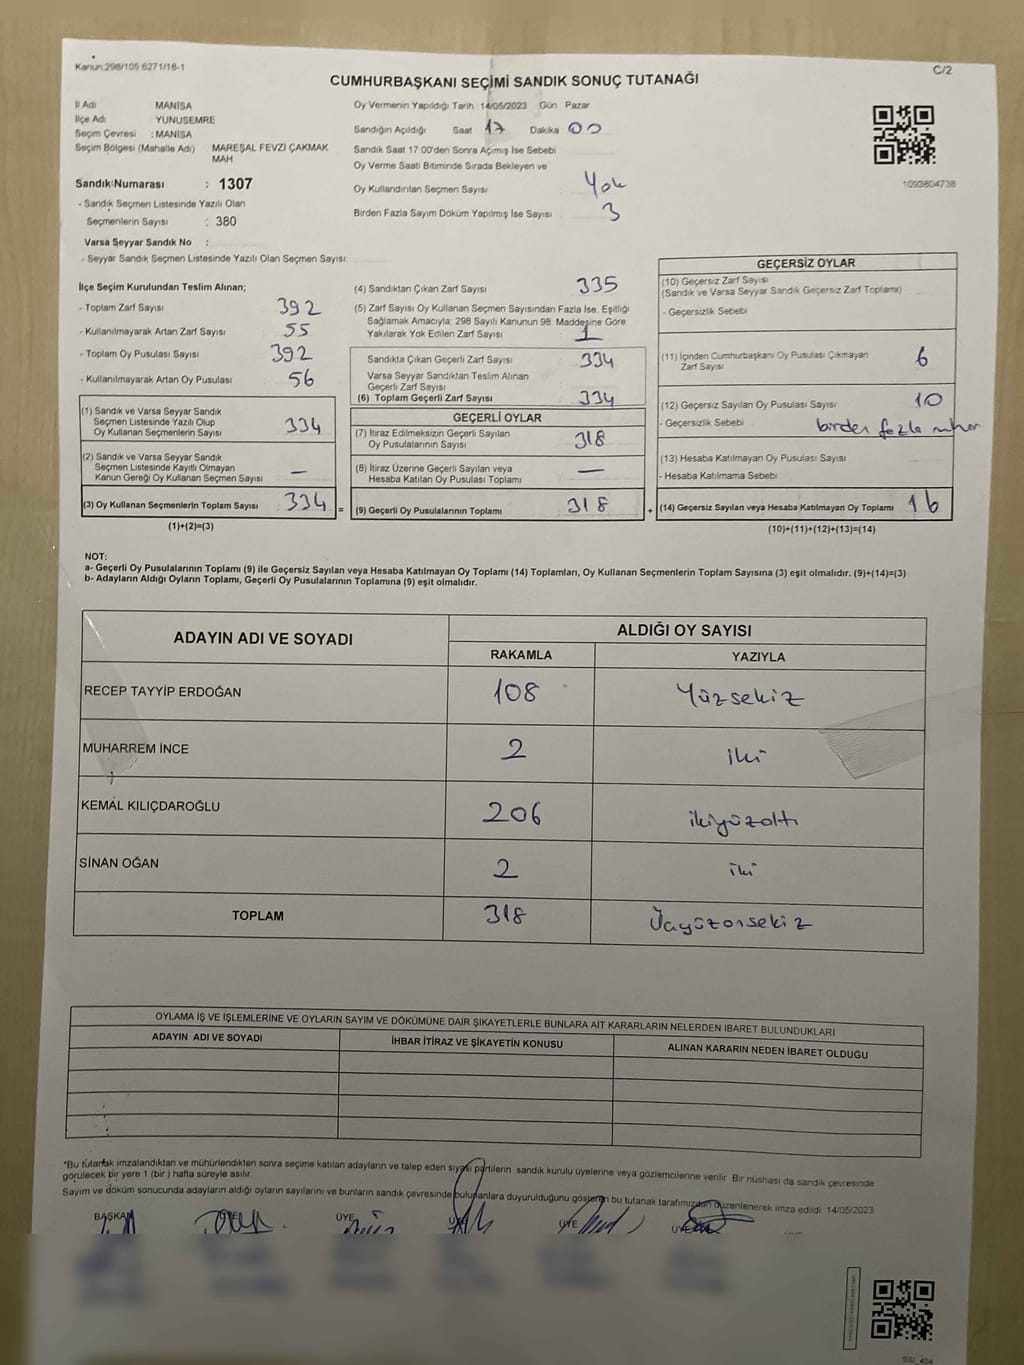 Kanun:298/105 6271/18-1
C/2
CUMHURBAŞKANI SEÇİMİ SANDIK SONUÇ TUTANAĞI
İl Adı MANİSA
İlçe Adı YUNUSEMRE
Seçim Çevresi : MANİSA
Seçim Bölgesi (Mahalle Adı) MAREŞAL FEVZİ ÇAKMAK
MAH
Sandık Numarası : 1307
- Sandık Seçmen Listesinde Yazılı Olan
Seçmenlerin Sayısı : 380
Varsa Seyyar Sandık No :
- Seyyar Sandık Seçmen Listesinde Yazılı Olan Seçmen Sayısı:
Oy Vermenin Yapıldığı Tarih : 14/05/2023 Gün Pazar
Sandığın Açıldığı Saat 17 Dakika 00
Sandık Saat 17.00'den Sonra Açımış İse Sebebi
Oy Verme Saati Bitiminde Sırada Bekleyen ve
Oy Kullandırılan Seçmen Sayısı Yok
Birden Fazla Sayım Döküm Yapılmış İse Sayısı 3
1093804738
İlçe Seçim Kurulundan Teslim Alınan;
- Toplam Zarf Sayısı 392
- Kullanılmayarak Artan Zarf Sayısı 55
- Toplam Oy Pusulası Sayısı 392
- Kullanılmayarak Artan Oy Pusulası 56
(1) Sandık ve Varsa Seyyar Sandık
Seçmen Listesinde Yazılı Olup
Oy Kullanan Seçmenlerin Sayısı 334
(2) Sandık ve Varsa Seyyar Sandık
Seçmen Listesinde Kayıtlı Olmayan
Kanun Gereği Oy Kullanan Seçmen Sayısı —
(3) Oy Kullanan Seçmenlerin Toplam Sayısı 334 =
(1)+(2)=(3)
(4) Sandıktan Çıkan Zarf Sayısı 335
(5) Zarf Sayısı Oy Kullanan Seçmen Sayısından Fazla İse, Eşitliği
Sağlamak Amacıyla; 298 Sayılı Kanunun 98. Maddesine Göre
Yakılarak Yok Edilen Zarf Sayısı 1
Sandıkta Çıkan Geçerli Zarf Sayısı 334
Varsa Seyyar Sandıktan Teslim Alınan
Geçerli Zarf Sayısı
(6) Toplam Geçerli Zarf Sayısı 334
GEÇERLİ OYLAR
(7) İtiraz Edilmeksizin Geçerli Sayılan
Oy Pusulalarının Sayısı 318
(8) İtiraz Üzerine Geçerli Sayılan veya
Hesaba Katılan Oy Pusulası Toplamı —
(9) Geçerli Oy Pusulalarının Toplamı 318 +
GEÇERSİZ OYLAR
(10) Geçersiz Zarf Sayısı
(Sandık ve Varsa Seyyar Sandık Geçersiz Zarf Toplamı)
- Geçersizlik Sebebi
(11) İçinden Cumhurbaşkanı Oy Pusulası Çıkmayan
Zarf Sayısı 6
(12) Geçersiz Sayılan Oy Pusulası Sayısı 10
- Geçersizlik Sebebi birden fazla mühür
(13) Hesaba Katılmayan Oy Pusulası Sayısı
- Hesaba Katılmama Sebebi
(14) Geçersiz Sayılan veya Hesaba Katılmayan Oy Toplamı 16
(10)+(11)+(12)+(13)=(14)
NOT:
a- Geçerli Oy Pusulalarının Toplamı (9) ile Geçersiz Sayılan veya Hesaba Katılmayan Oy Toplamı (14) Toplamları, Oy Kullanan Seçmenlerin Toplam Sayısına (3) eşit olmalıdır. (9)+(14)=(3)
b- Adayların Aldığı Oyların Toplamı, Geçerli Oy Pusulalarının Toplamına (9) eşit olmalıdır.
ADAYIN ADI VE SOYADI ALDIĞI OY SAYISI
RAKAMLA YAZIYLA
RECEP TAYYİP ERDOĞAN 108 Yüzsekiz
MUHARREM İNCE 2 iki
KEMAL KILIÇDAROĞLU 206 ikiyüzaltı
SİNAN OĞAN 2 iki
TOPLAM 318 Üçyüzonsekiz
OYLAMA İŞ VE İŞLEMLERİNE VE OYLARIN SAYIM VE DÖKÜMÜNE DAİR ŞİKAYETLERLE BUNLARA AİT KARARLARIN NELERDEN İBARET BULUNDUKLARI
ADAYIN ADI VE SOYADI İHBAR İTİRAZ VE ŞİKAYETİN KONUSU ALINAN KARARIN NEDEN İBARET OLDUĞU
*Bu tutanak imzalandıktan ve mühürlendikten sonra seçime katılan adayların ve talep eden siyasi partilerin sandık kurulu üyelerine veya gözlemcilerine verilir. Bir nüshası da sandık çevresinde
görülecek bir yere 1 (bir) hafta süreyle asılır.
Sayım ve döküm sonucunda adayların aldığı oyların sayılarını ve bunların sandık çevresinde bulunanlara duyurulduğunu gösteren bu tutanak tarafımızdan düzenlenerek imza edildi. 14/05/2023
BAŞKAN ÜYE ÜYE ÜYE ÜYE